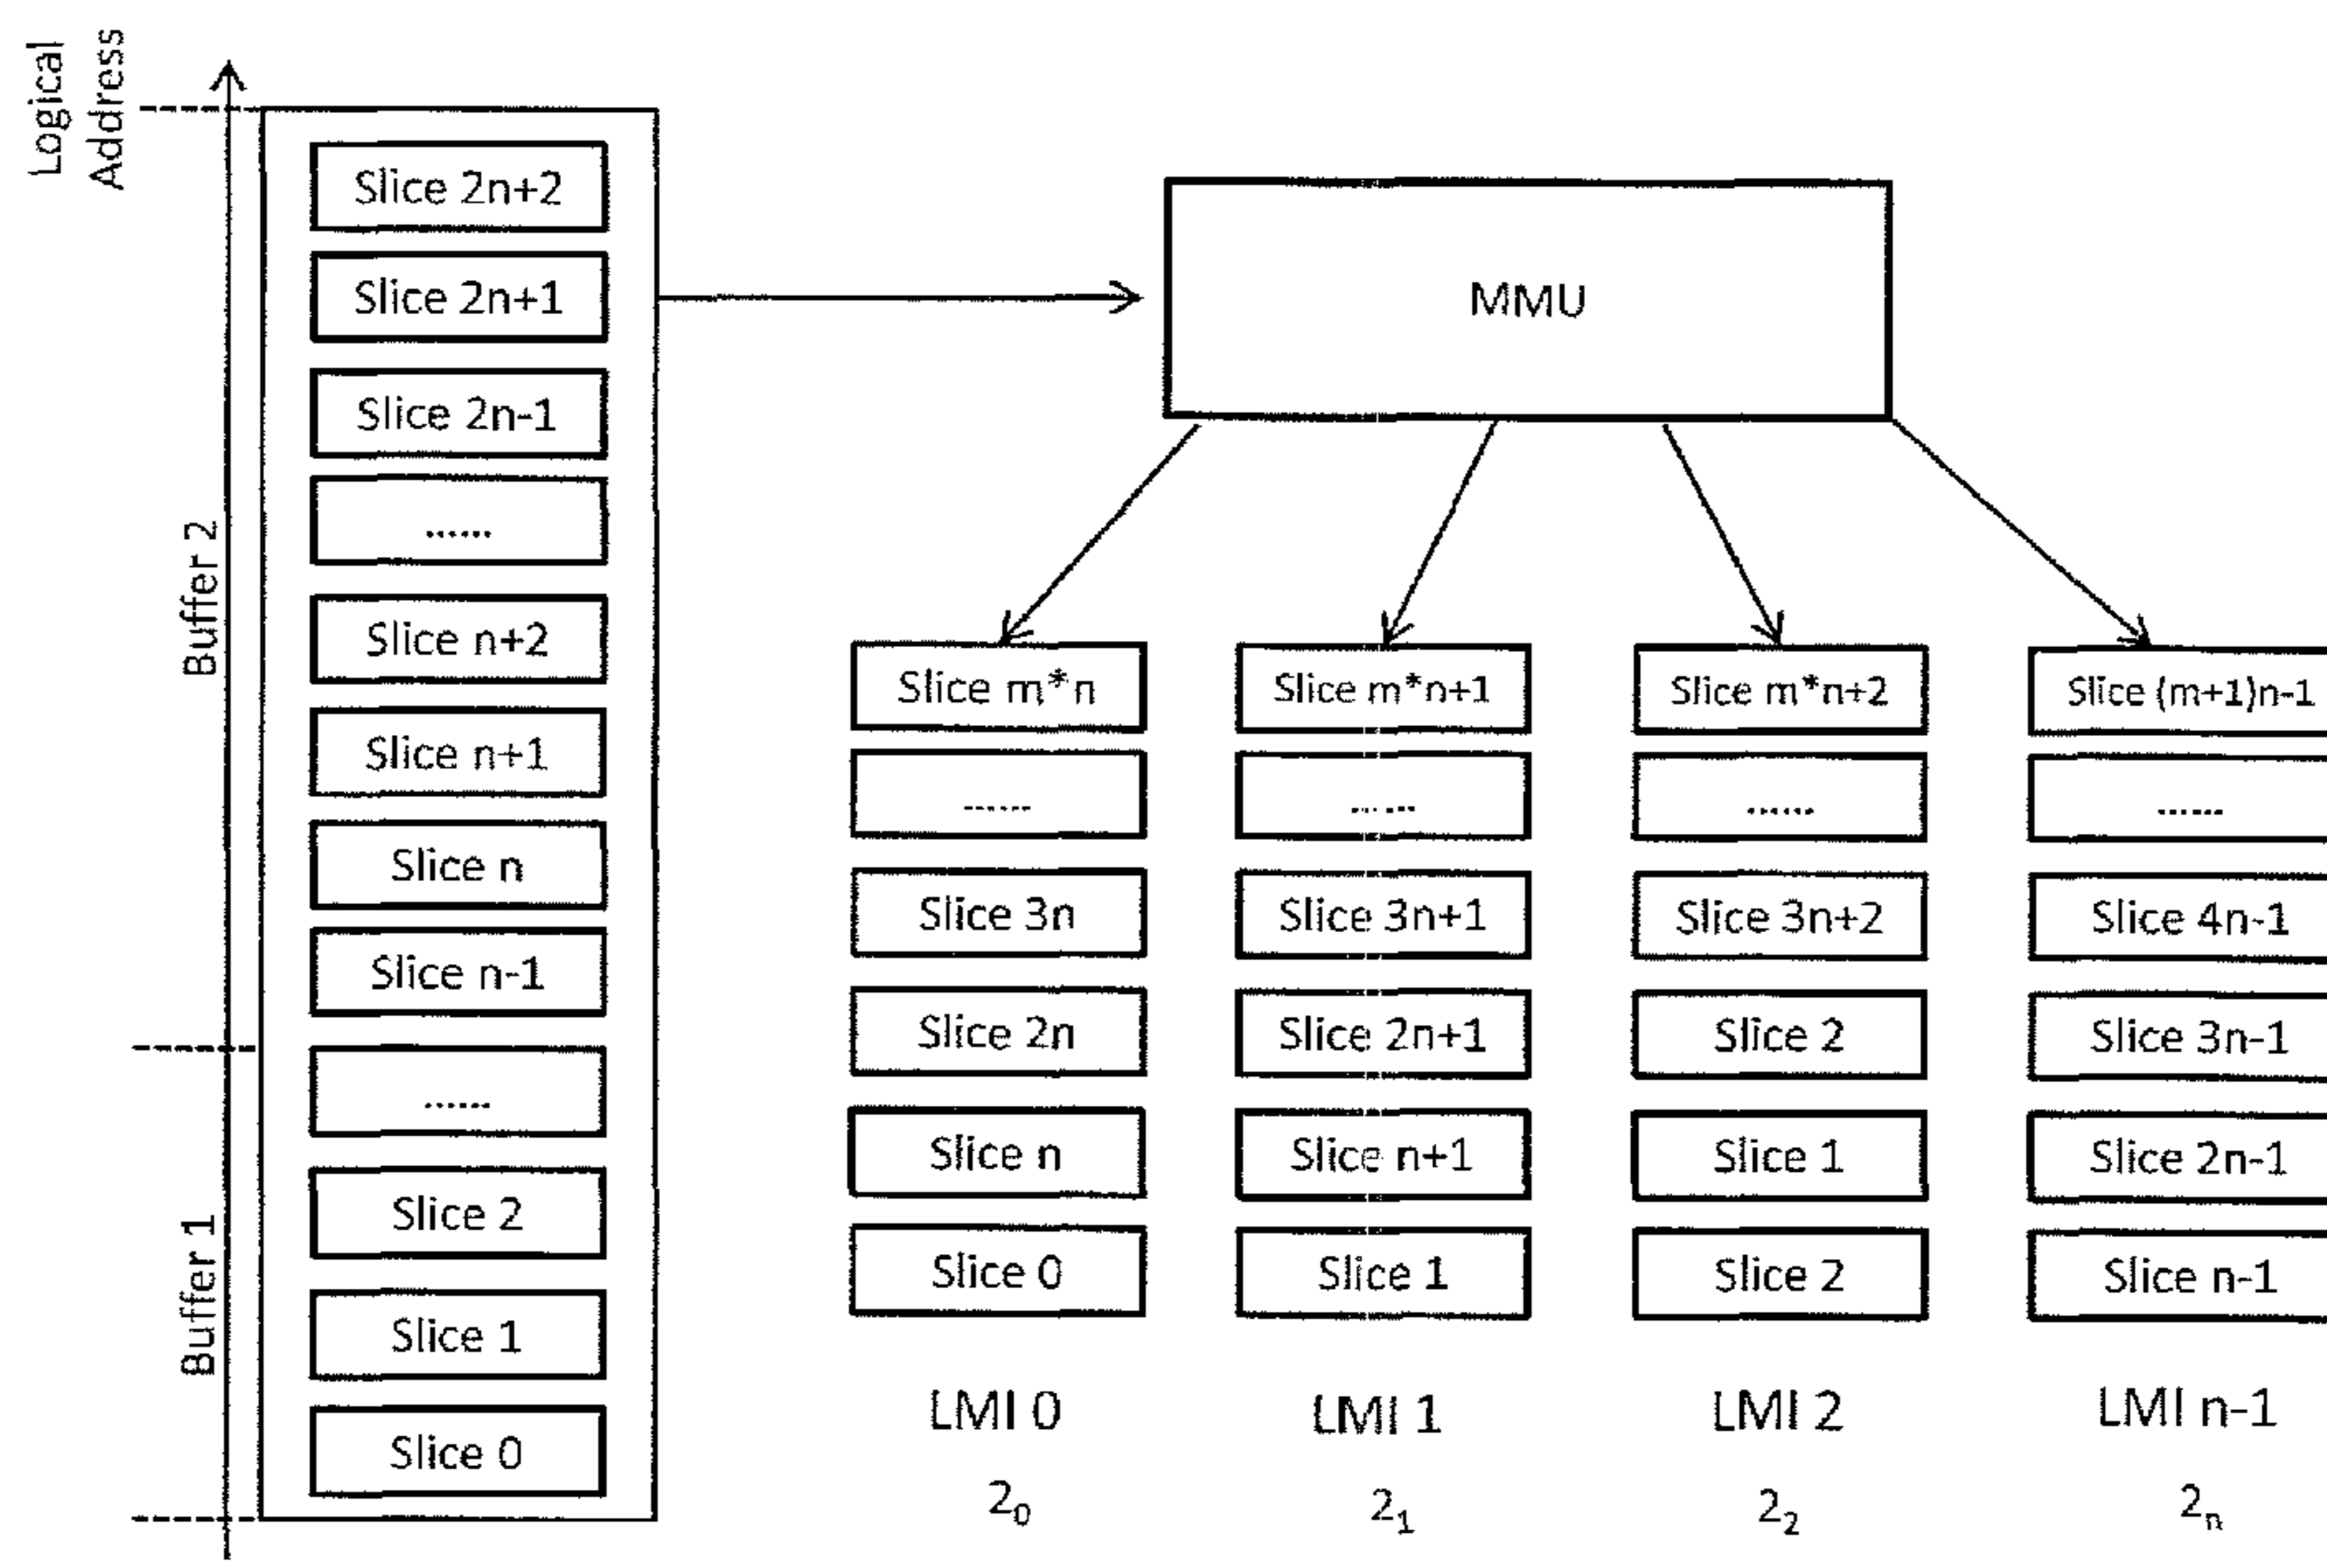 Logical
Address
Buffer 2
Buffer 1
Slice 2n+2
Slice 2n+1
Slice 2n-1
......
Slice n+2
Slice n+1
Slice n
Slice n-1
......
Slice 2
Slice 1
Slice 0
MMU
Slice m*n
Slice m*n+1
Slice m*n+2
Slice (m+1)n-1
......
......
......
......
Slice 3n
Slice 3n+1
Slice 3n+2
Slice 4n-1
Slice 2n
Slice 2n+1
Slice 2
Slice 3n-1
Slice n
Slice n+1
Slice 1
Slice 2n-1
Slice 0
Slice 1
Slice 2
Slice n-1
LMI 0
LMI 1
LMI 2
LMI n-1
2₀
2₁
2₂
2ₙ